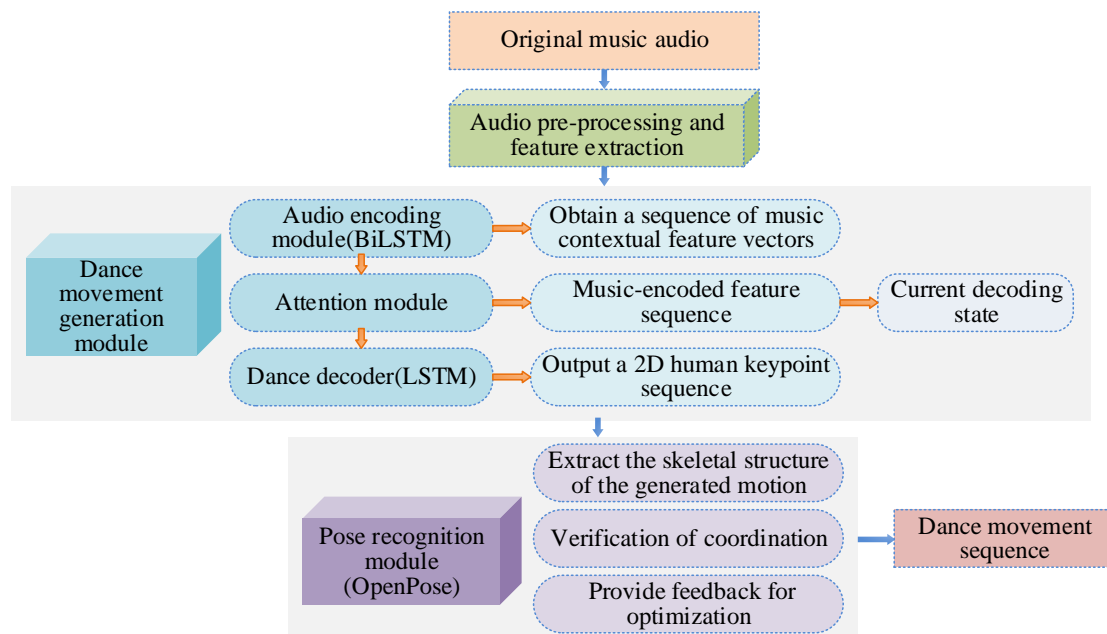 Original music audio
Audio pre-processing and
feature extraction
Dance
movement
generation
module
Audio encoding
module(BiLSTM)
Obtain a sequence of music
contextual feature vectors
Attention module
Music-encoded feature
sequence
Current decoding
state
Dance decoder(LSTM)
Output a 2D human keypoint
sequence
Pose recognition
module
(OpenPose)
Extract the skeletal structure
of the generated motion
Verification of coordination
Provide feedback for
optimization
Dance movement
sequence